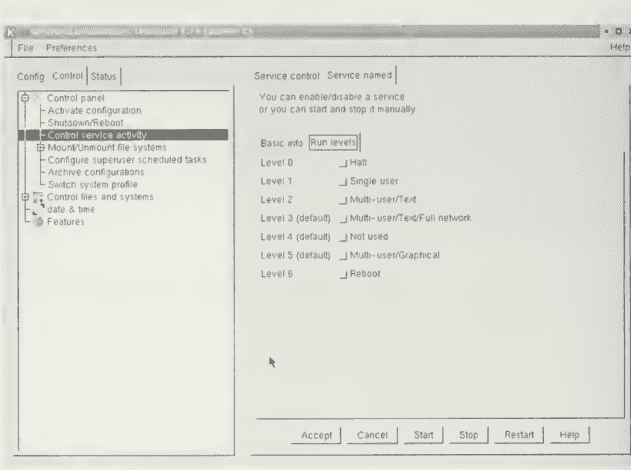 File Preferences Help
Config Control Status
Control panel
Activate configuration
Shutdown/Reboot
Control service activity
Mount/Unmount file systems
Configure superuser scheduled tasks
Archive configurations
Switch system profile
Control files and systems
date & time
Features
Service control Service named
You can enable/disable a service
or you can start and stop it manually
Basic info Run levels
Level 0 Halt
Level 1 Single user
Level 2 Multi-user/Text
Level 3 (default) Multi-user/Text/Full network
Level 4 (default) Not used
Level 5 (default) Multi-user/Graphical
Level 6 Reboot
Accept Cancel Start Stop Restart Help